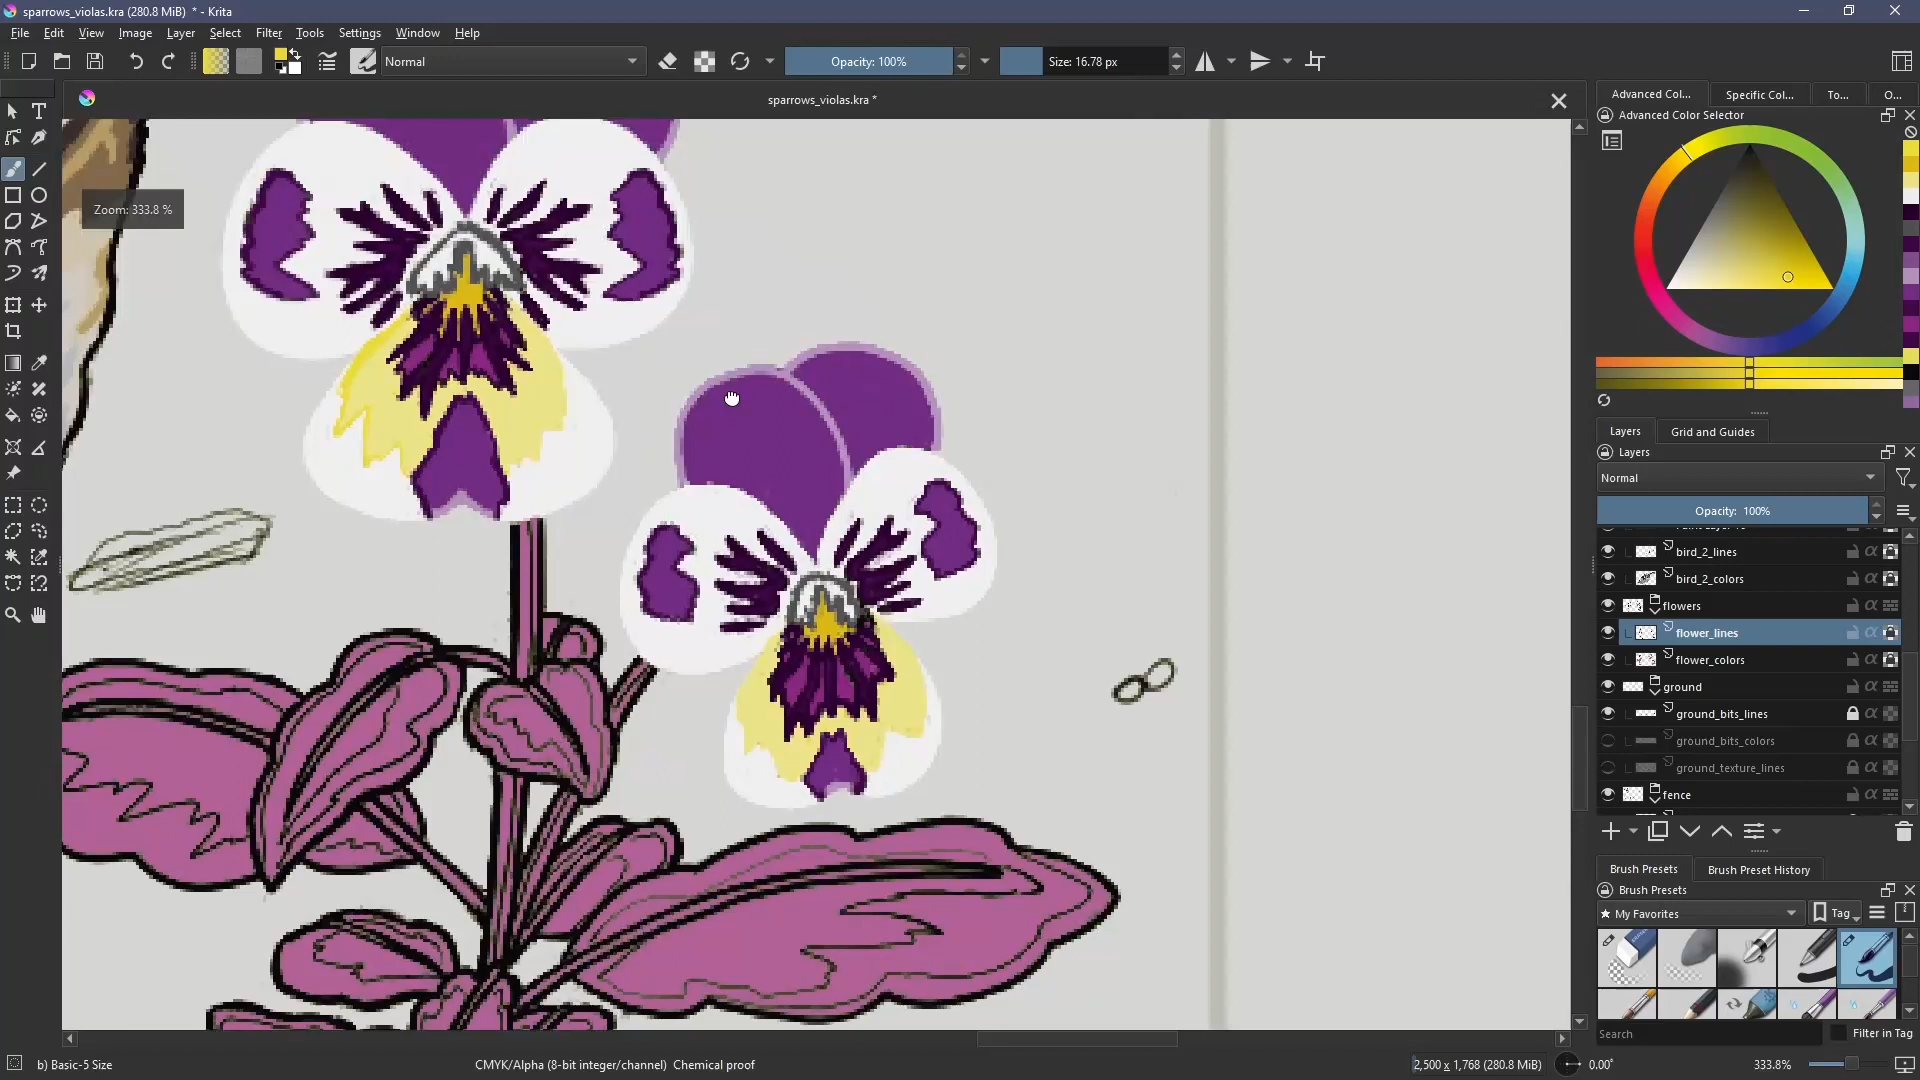 sparrows_violas.kra (280.8 MiB)  * - Krita
File Edit View Image Layer Select Filter Tools Settings Window Help
Normal
Opacity: 100%
Size: 16.78 px
sparrows_violas.kra *
Zoom: 333.8 %
Advanced Col...
Specific Col...
To...
O...
Advanced Color Selector
Layers
Grid and Guides
Layers
Normal
Opacity:  100%
bird_2_lines
bird_2_colors
flowers
flower_lines
flower_colors
ground
ground_bits_lines
ground_bits_colors
ground_texture_lines
fence
Brush Presets
Brush Preset History
Brush Presets
★ My Favorites
Tag
Search
Filter in Tag
b) Basic-5 Size
CMYK/Alpha (8-bit integer/channel)  Chemical proof
2,500 x 1,768 (280.8 MiB)
0.00°
333.8%